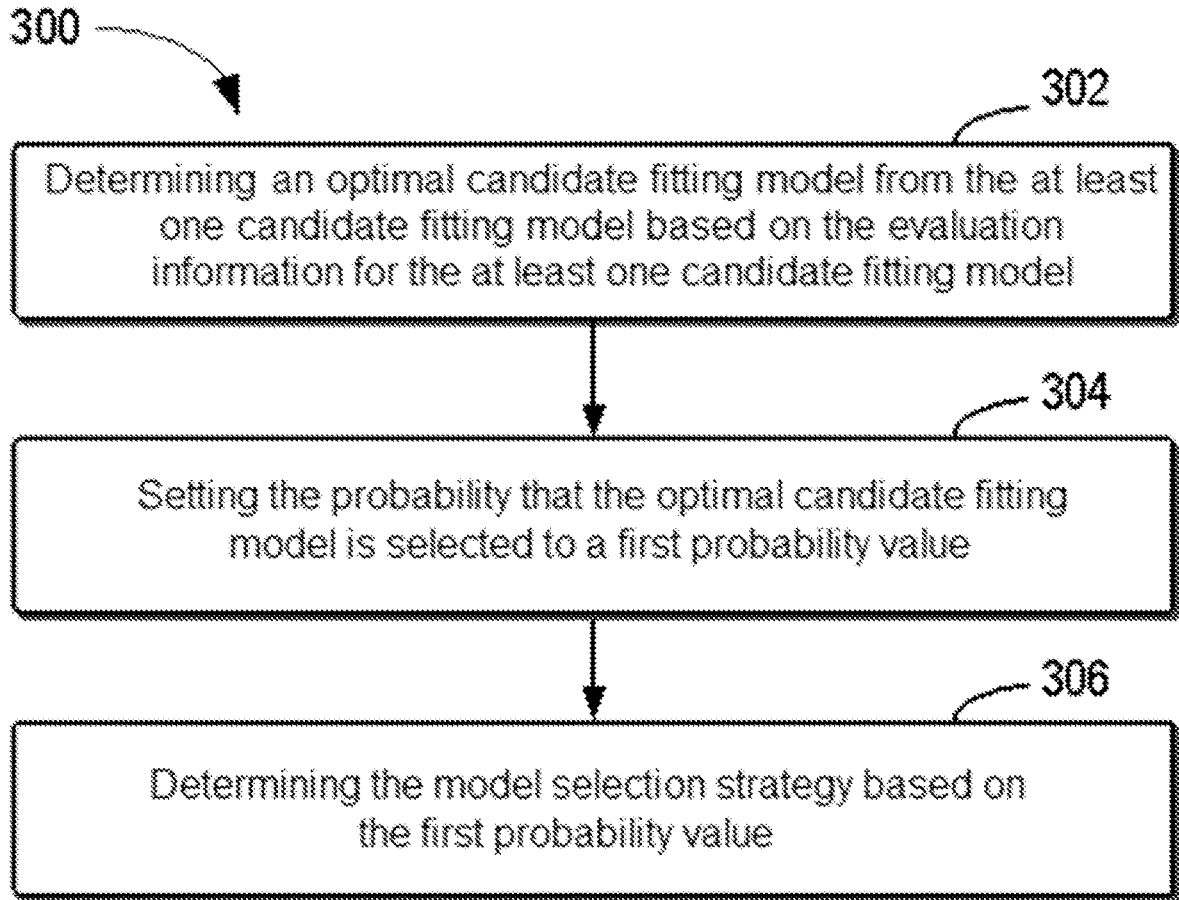 300
302
Determining an optimal candidate fitting model from the at least
one candidate fitting model based on the evaluation
information for the at least one candidate fitting model
304
Setting the probability that the optimal candidate fitting
model is selected to a first probability value
306
Determining the model selection strategy based on
the first probability value